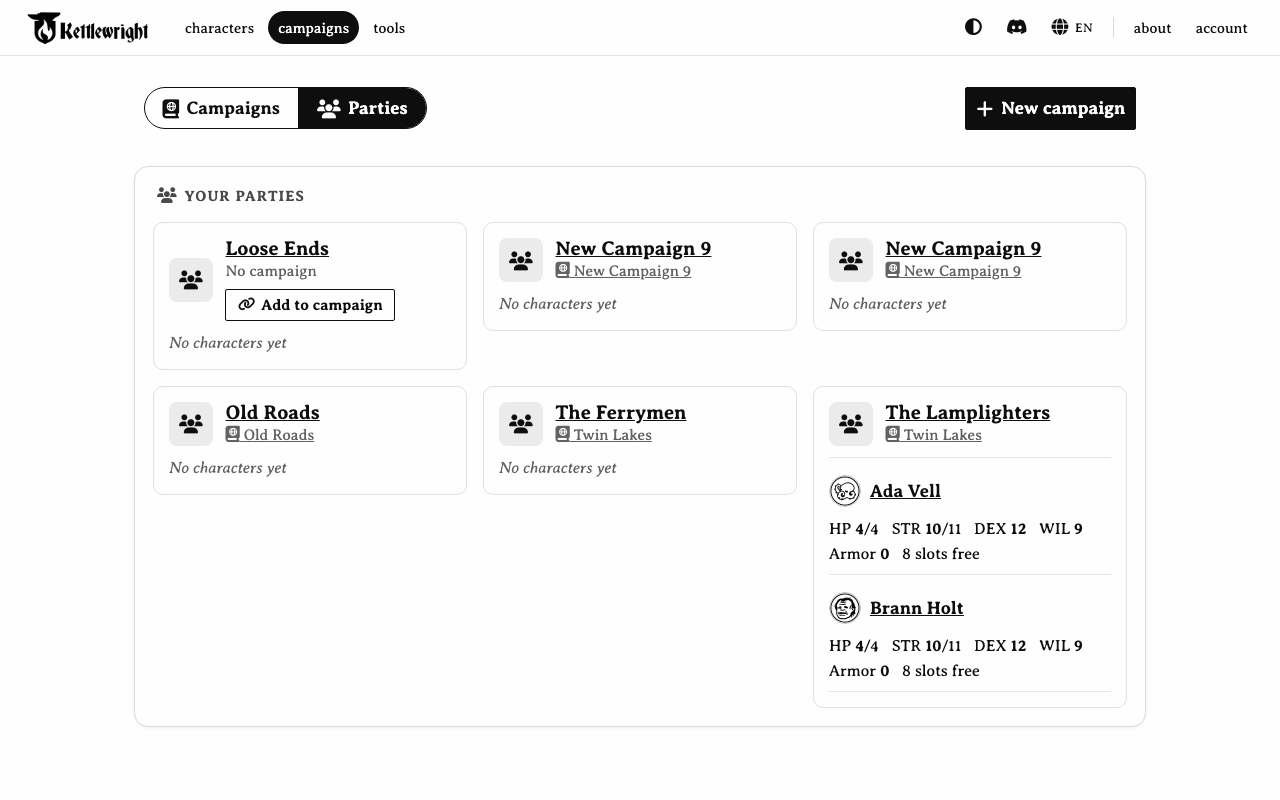 Kettlewright
characters campaigns tools
EN about account
Campaigns Parties
New campaign
YOUR PARTIES
Loose Ends
No campaign
Add to campaign
No characters yet
New Campaign 9
New Campaign 9
No characters yet
New Campaign 9
New Campaign 9
No characters yet
Old Roads
Old Roads
No characters yet
The Ferrymen
Twin Lakes
No characters yet
The Lamplighters
Twin Lakes
Ada Vell
HP 4/4 STR 10/11 DEX 12 WIL 9
Armor 0 8 slots free
Brann Holt
HP 4/4 STR 10/11 DEX 12 WIL 9
Armor 0 8 slots free